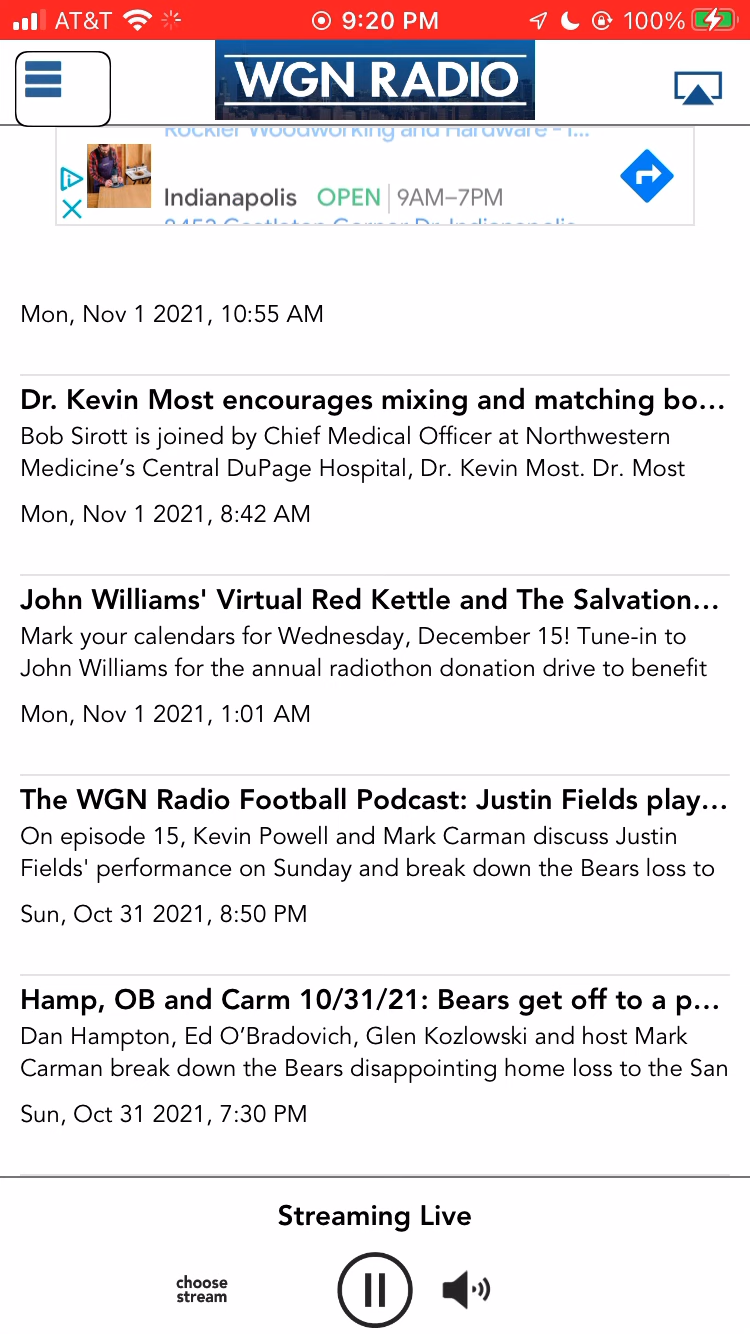 AT&T 9:20 PM 100%
WGN RADIO
Rockler Woodworking and Hardware - I...
Indianapolis OPEN 9AM–7PM
Mon, Nov 1 2021, 10:55 AM
Dr. Kevin Most encourages mixing and matching bo...
Bob Sirott is joined by Chief Medical Officer at Northwestern
Medicine’s Central DuPage Hospital, Dr. Kevin Most. Dr. Most
Mon, Nov 1 2021, 8:42 AM
John Williams' Virtual Red Kettle and The Salvation...
Mark your calendars for Wednesday, December 15! Tune-in to
John Williams for the annual radiothon donation drive to benefit
Mon, Nov 1 2021, 1:01 AM
The WGN Radio Football Podcast: Justin Fields play...
On episode 15, Kevin Powell and Mark Carman discuss Justin
Fields' performance on Sunday and break down the Bears loss to
Sun, Oct 31 2021, 8:50 PM
Hamp, OB and Carm 10/31/21: Bears get off to a p...
Dan Hampton, Ed O’Bradovich, Glen Kozlowski and host Mark
Carman break down the Bears disappointing home loss to the San
Sun, Oct 31 2021, 7:30 PM
Streaming Live
choose
stream